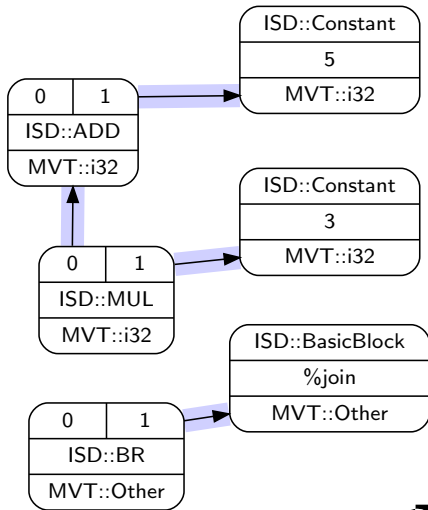 ISD::Constant
5
MVT::i32
0 1
ISD::ADD
MVT::i32
ISD::Constant
3
MVT::i32
0 1
ISD::MUL
MVT::i32
ISD::BasicBlock
%join
MVT::Other
0 1
ISD::BR
MVT::Other